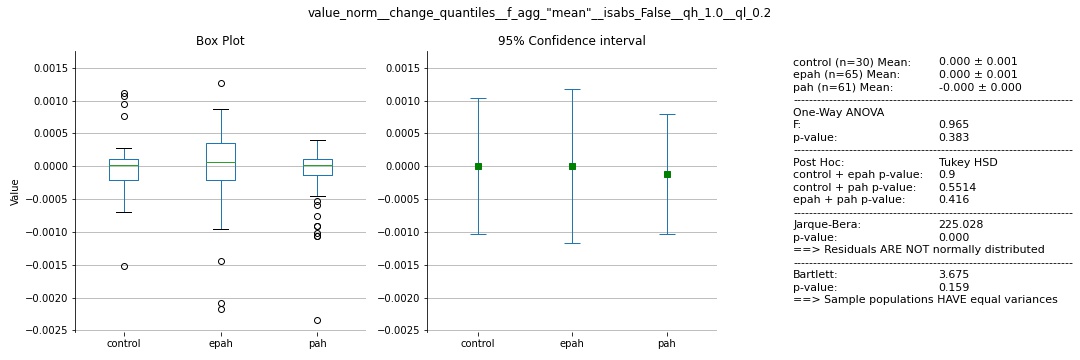 value_norm__change_quantiles__f_agg_"mean"__isabs_False__qh_1.0__ql_0.2
Box Plot
Value
0.0015
0.0010
0.0005
0.0000
−0.0005
−0.0010
−0.0015
−0.0020
−0.0025
control epah pah
95% Confidence interval
0.0015
0.0010
0.0005
0.0000
−0.0005
−0.0010
−0.0015
−0.0020
−0.0025
control epah pah
control (n=30) Mean: 0.000 ± 0.001
epah (n=65) Mean: 0.000 ± 0.001
pah (n=61) Mean: -0.000 ± 0.000
One-Way ANOVA
F: 0.965
p-value: 0.383
Post Hoc: Tukey HSD
control + epah p-value: 0.9
control + pah p-value: 0.5514
epah + pah p-value: 0.416
Jarque-Bera: 225.028
p-value: 0.000
==> Residuals ARE NOT normally distributed
Bartlett: 3.675
p-value: 0.159
==> Sample populations HAVE equal variances